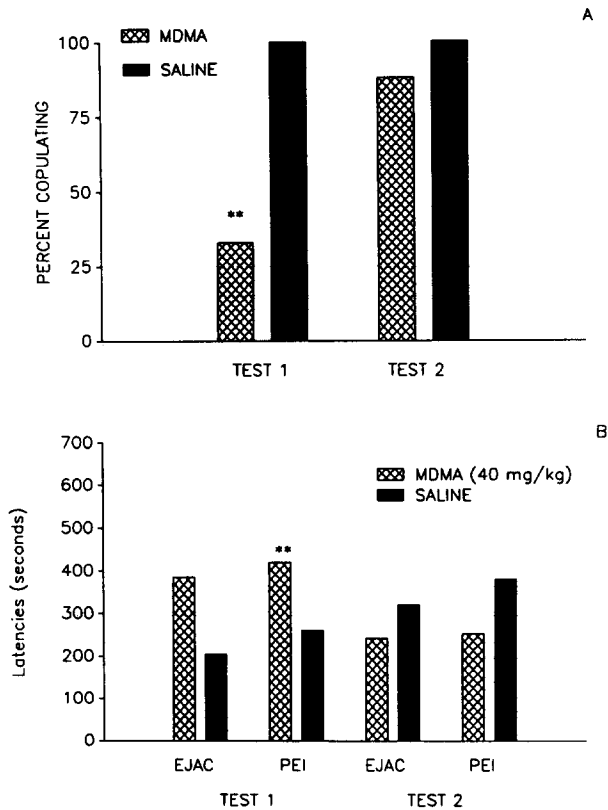 A
MDMA
SALINE
100
75
50
25
0
PERCENT COPULATING
**
TEST 1
TEST 2
B
700
600
500
400
300
200
100
0
Latencies (seconds)
MDMA (40 mg/kg)
SALINE
**
EJAC
PEI
EJAC
PEI
TEST 1
TEST 2